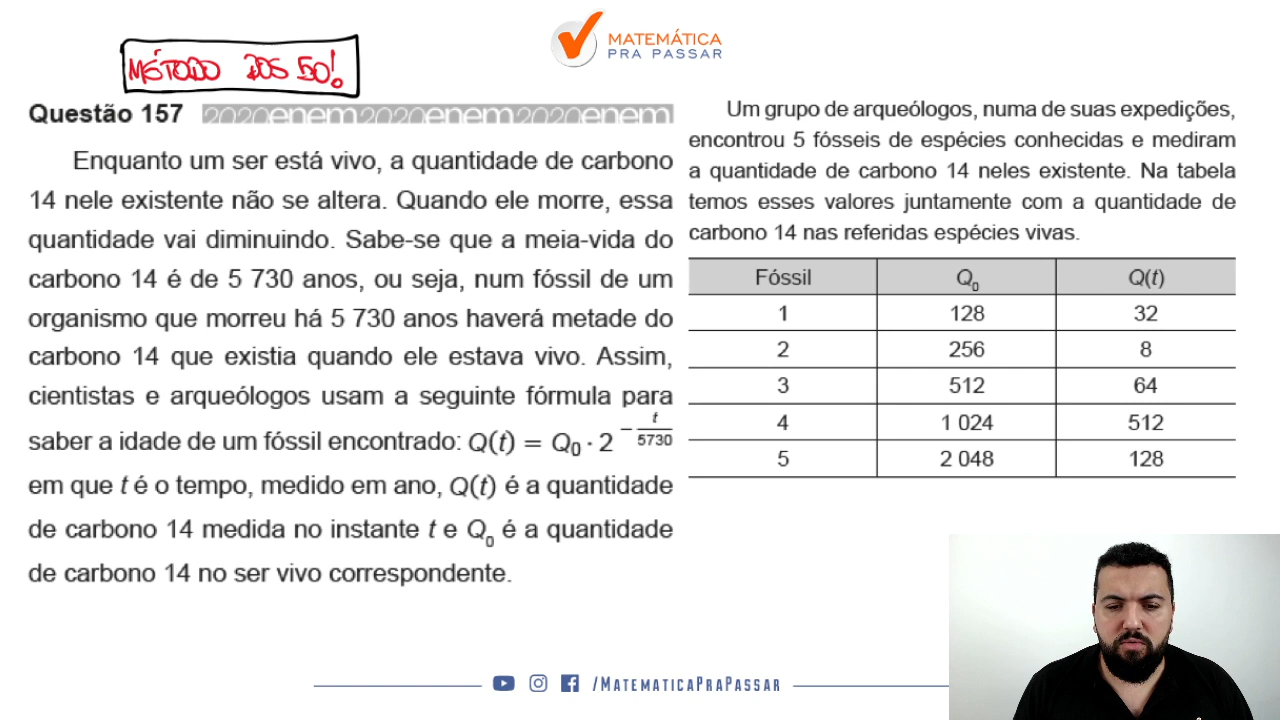 MATEMÁTICA
PRA PASSAR
MÉTODO DOS 50!
Questão 157 2020enem2020enem2020enem
Enquanto um ser está vivo, a quantidade de carbono
14 nele existente não se altera. Quando ele morre, essa
quantidade vai diminuindo. Sabe-se que a meia-vida do
carbono 14 é de 5 730 anos, ou seja, num fóssil de um
organismo que morreu há 5 730 anos haverá metade do
carbono 14 que existia quando ele estava vivo. Assim,
cientistas e arqueólogos usam a seguinte fórmula para
saber a idade de um fóssil encontrado: Q(t) = Q₀ · 2^(−t/5730)
em que t é o tempo, medido em ano, Q(t) é a quantidade
de carbono 14 medida no instante t e Q₀ é a quantidade
de carbono 14 no ser vivo correspondente.
Um grupo de arqueólogos, numa de suas expedições,
encontrou 5 fósseis de espécies conhecidas e mediram
a quantidade de carbono 14 neles existente. Na tabela
temos esses valores juntamente com a quantidade de
carbono 14 nas referidas espécies vivas.
Fóssil Q₀ Q(t)
1 128 32
2 256 8
3 512 64
4 1 024 512
5 2 048 128
/MATEMATICAPRAPASSAR